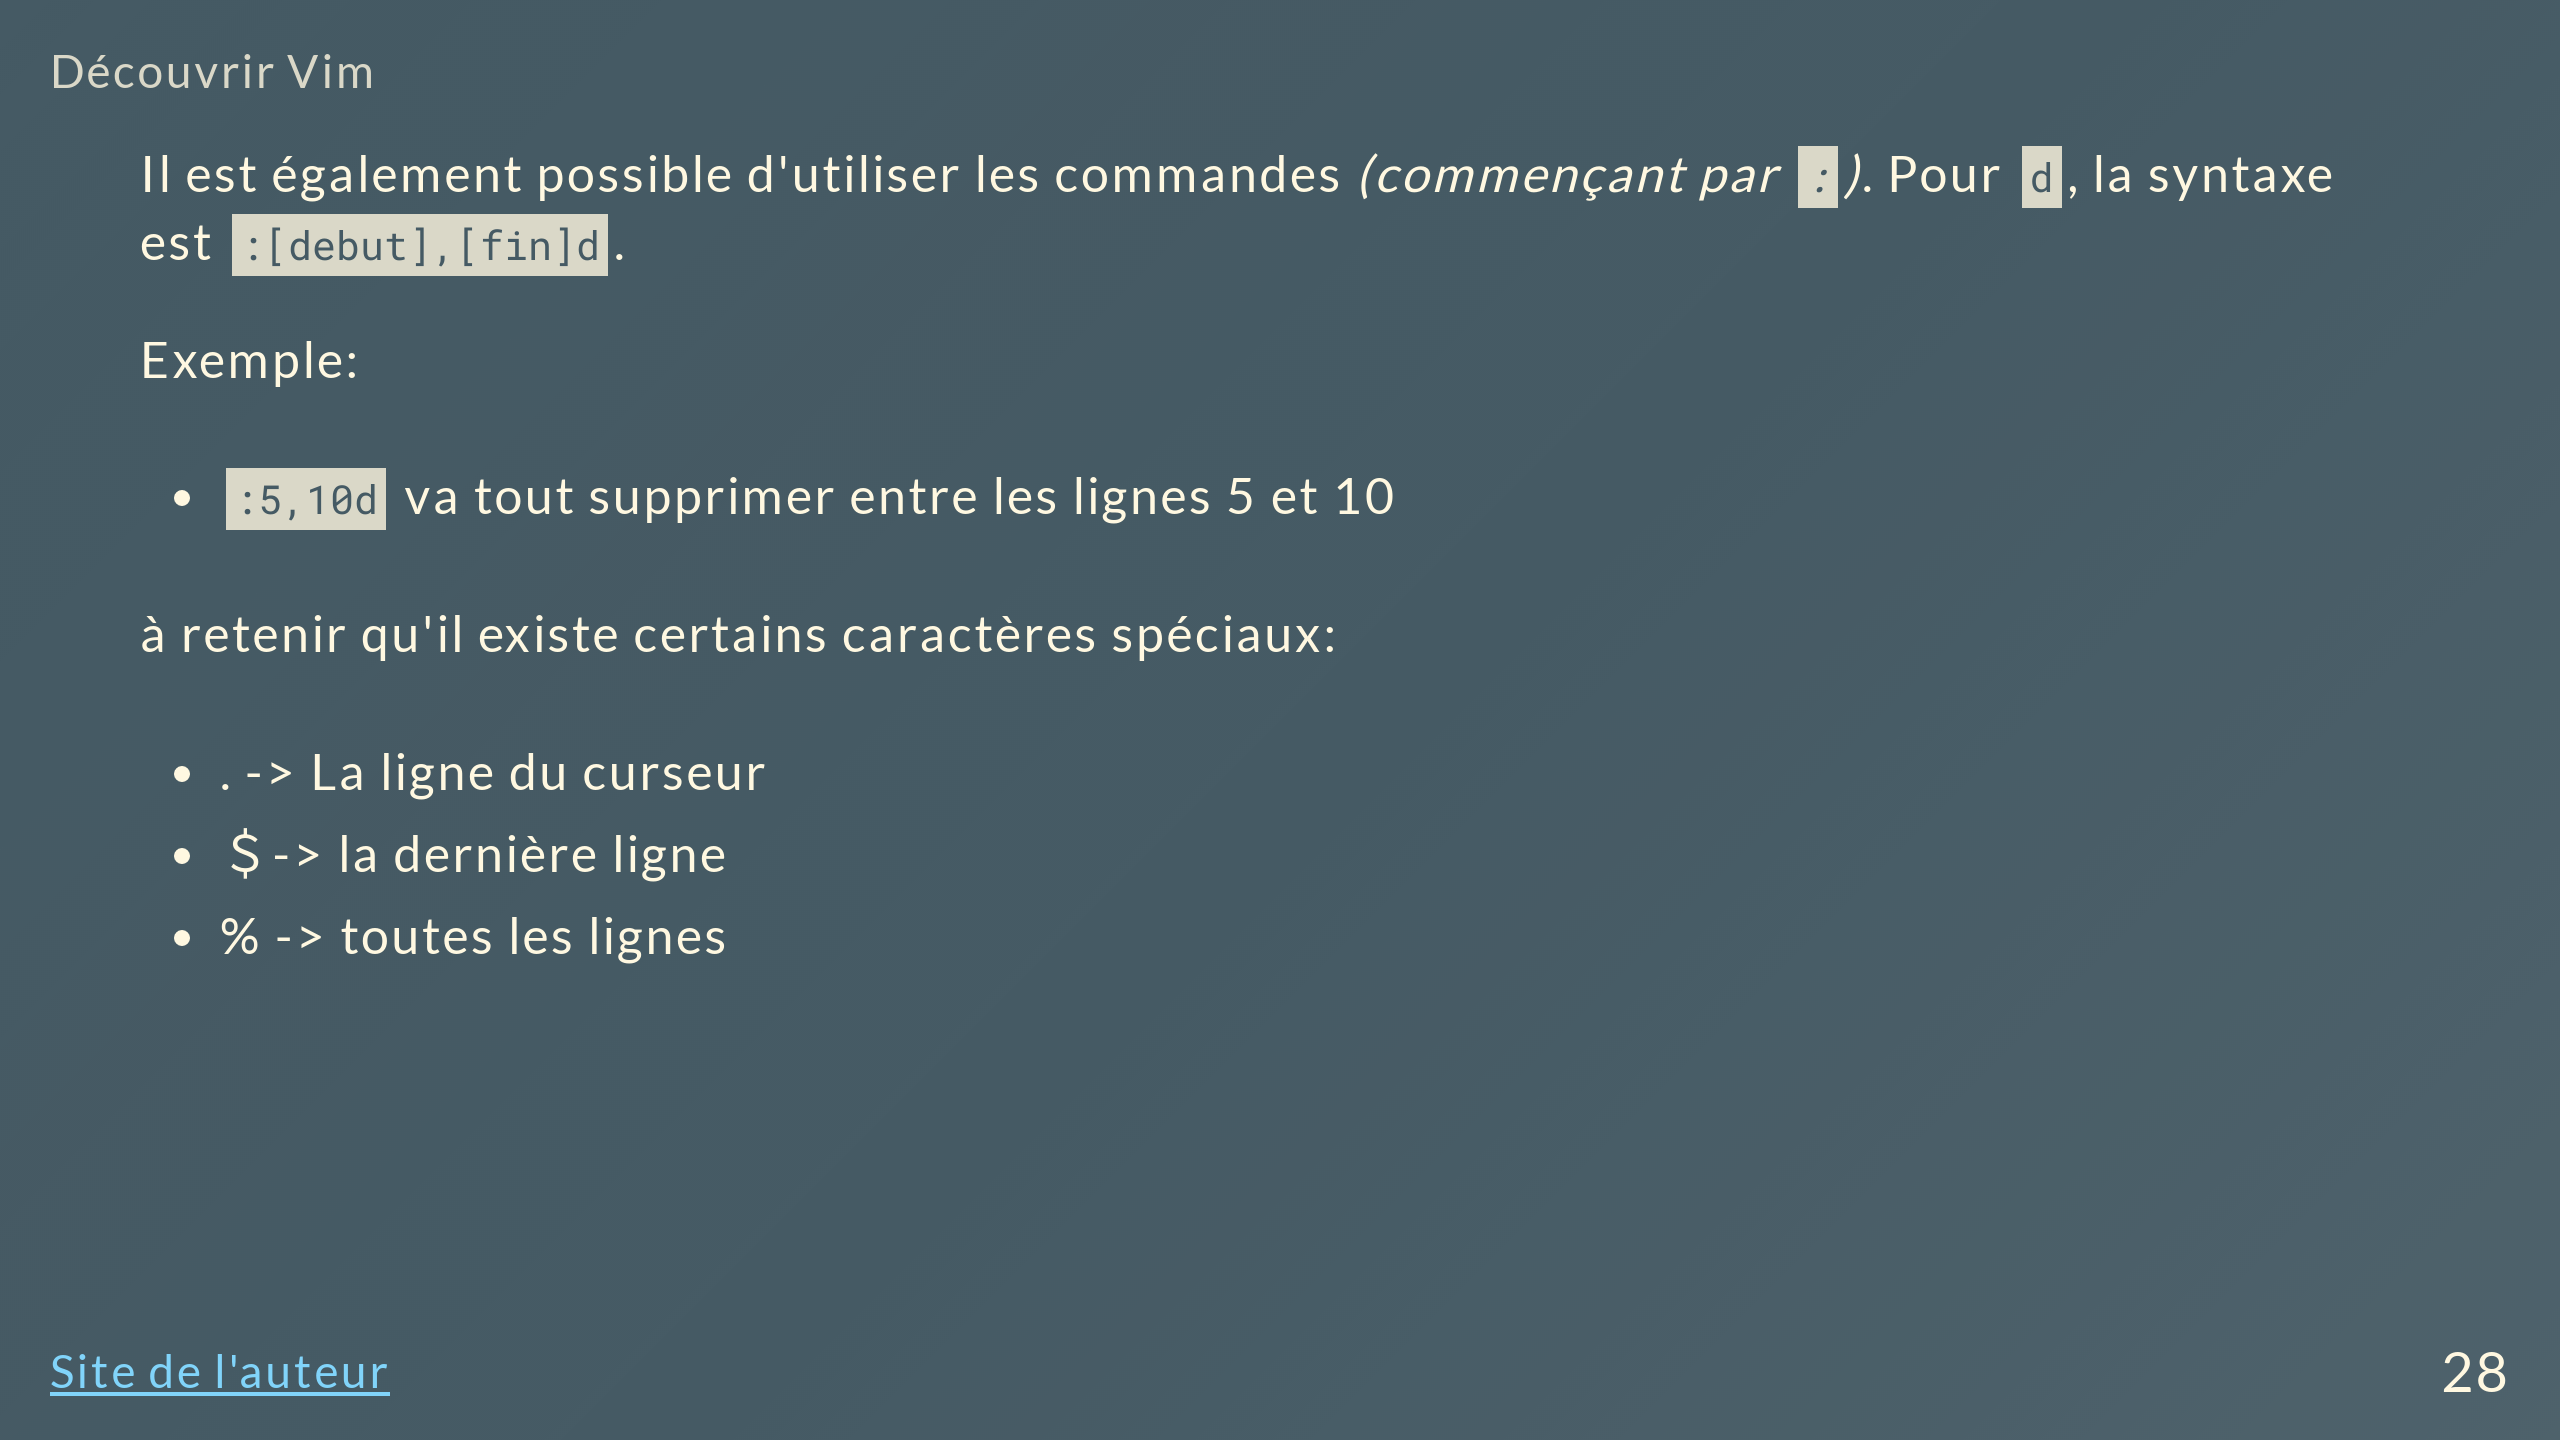 Découvrir Vim
Il est également possible d'utiliser les commandes (commençant par :). Pour d, la syntaxe
est :[debut],[fin]d.
Exemple:
• :5,10d va tout supprimer entre les lignes 5 et 10
à retenir qu'il existe certains caractères spéciaux:
• . -> La ligne du curseur
• $ -> la dernière ligne
• % -> toutes les lignes
Site de l'auteur
28